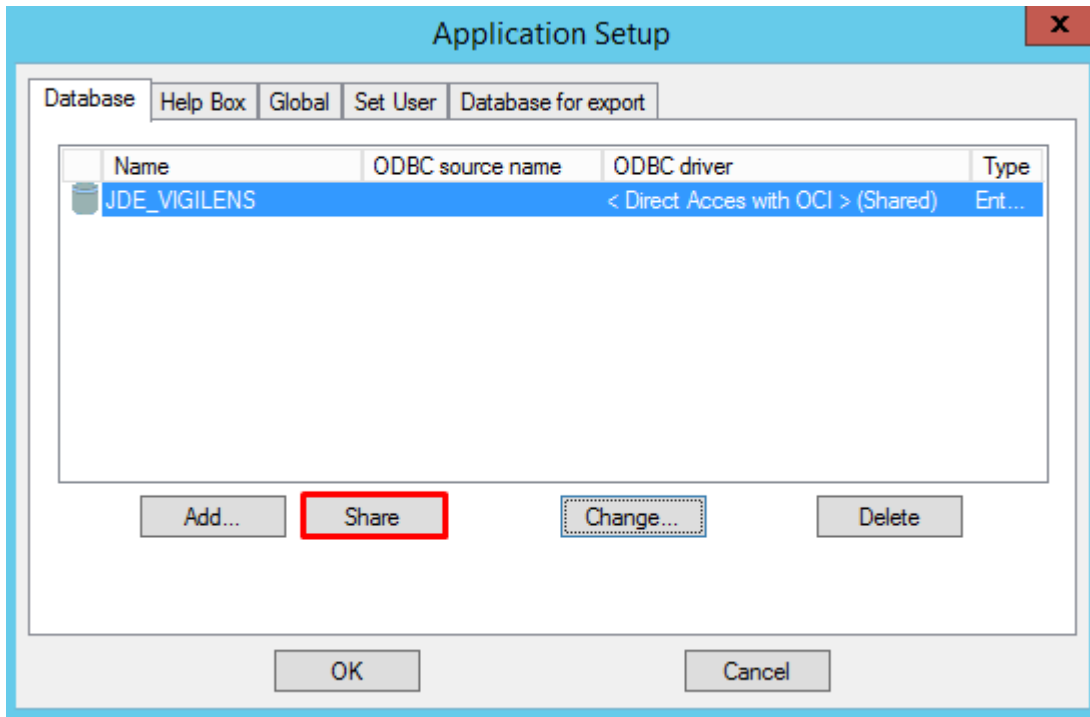 Application Setup
x
Database Help Box Global Set User Database for export
Name ODBC source name ODBC driver Type
JDE_VIGILENS < Direct Acces with OCI > (Shared) Ent...
Add... Share Change... Delete
OK Cancel